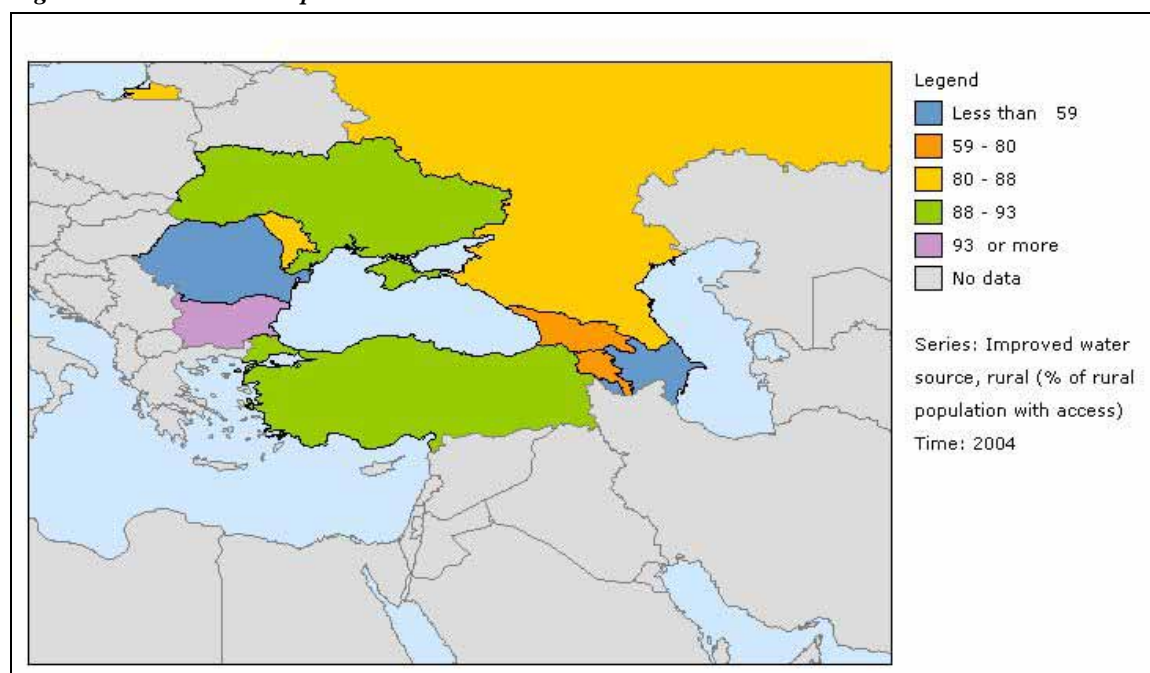 Legend
Less than 59
59 - 80
80 - 88
88 - 93
93 or more
No data
Series: Improved water
source, rural (% of rural
population with access)
Time: 2004